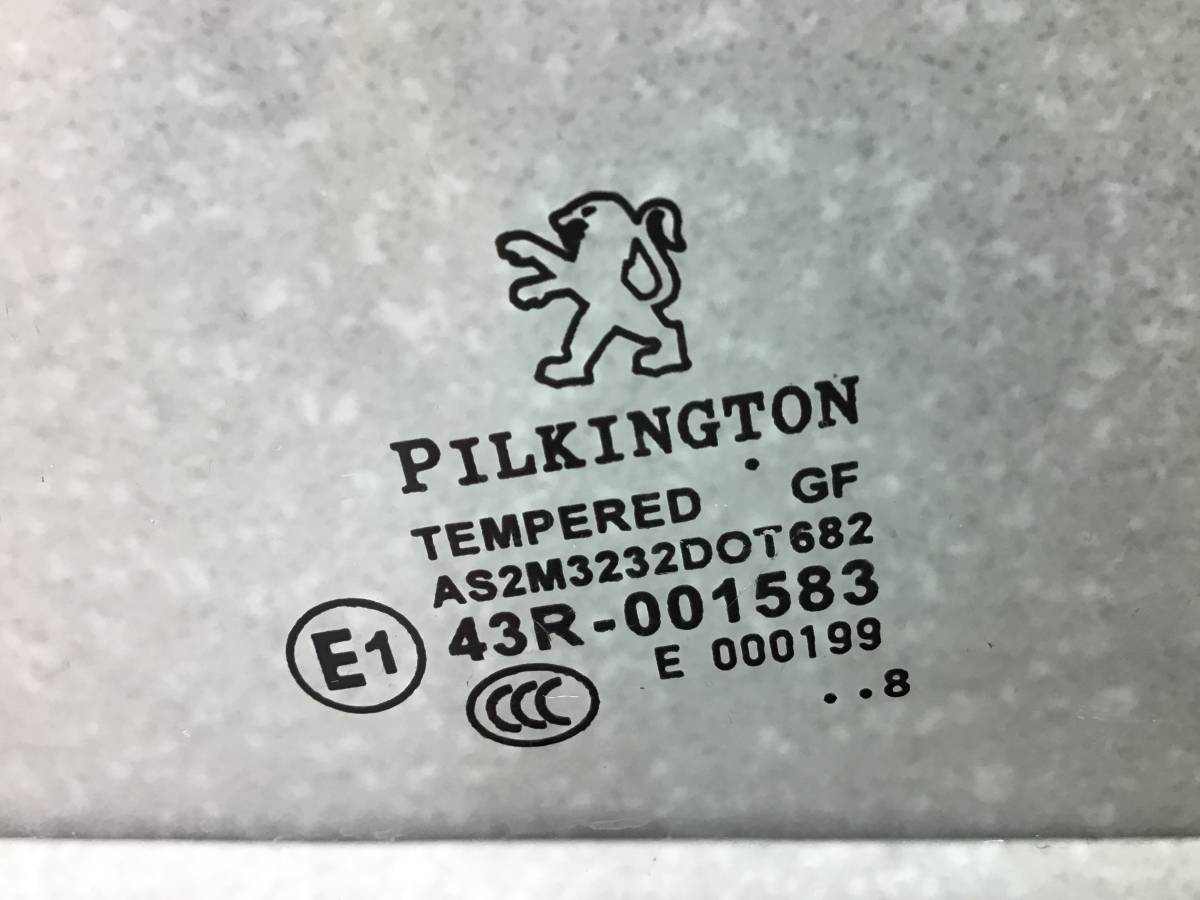 PILKINGTON
TEMPERED GF
AS2M3232DOT682
E1 43R-001583
CCC E 000199
..8